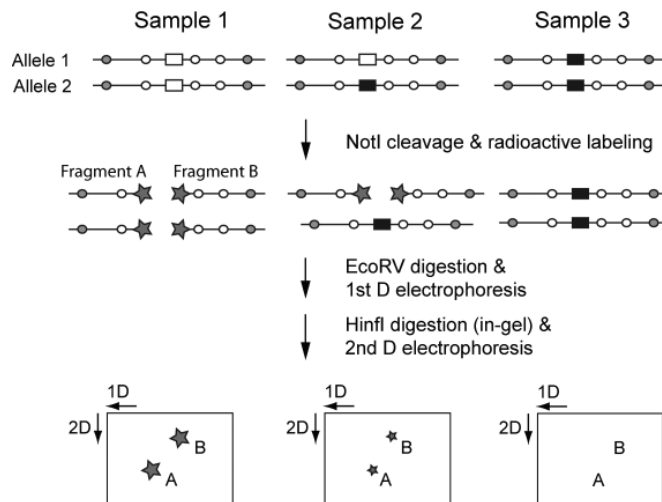 Sample 1 Sample 2 Sample 3
Allele 1
Allele 2
NotI cleavage & radioactive labeling
Fragment A Fragment B
EcoRV digestion &
1st D electrophoresis
HinfI digestion (in-gel) &
2nd D electrophoresis
1D 1D 1D
2D 2D 2D
B B B
A A A